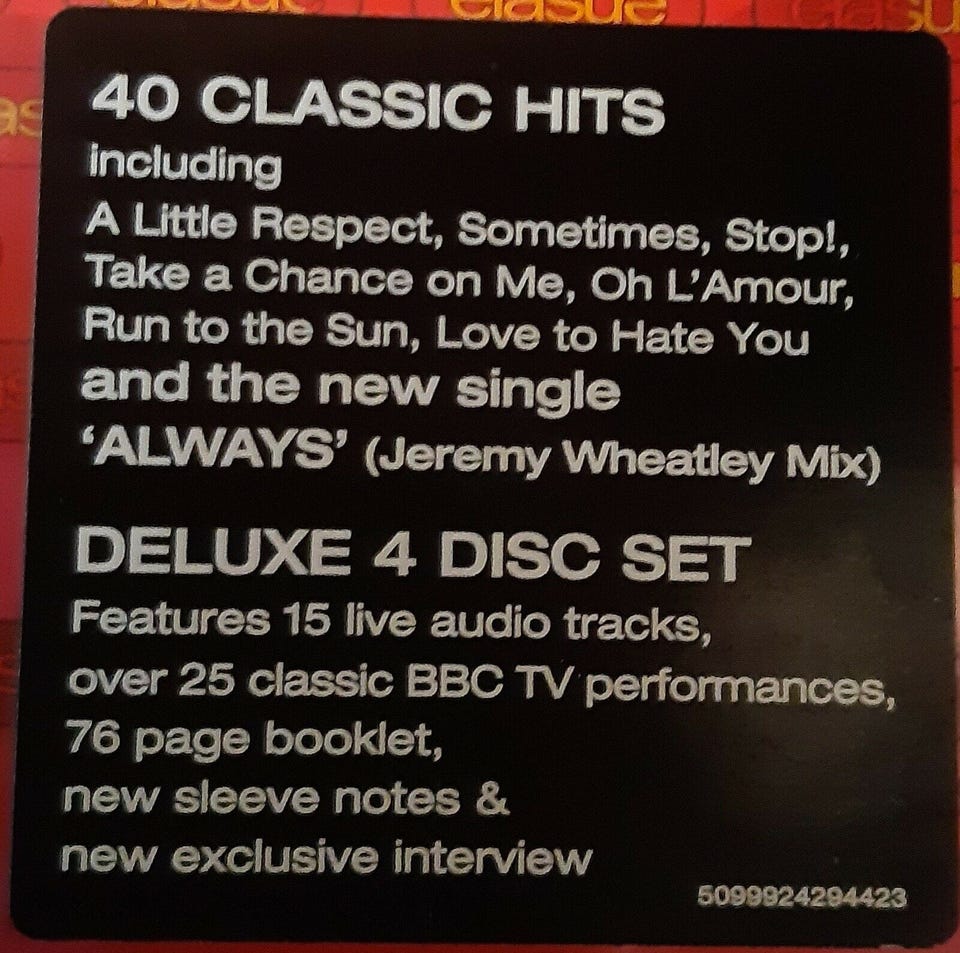 erasure
40 CLASSIC HITS
including
A Little Respect, Sometimes, Stop!,
Take a Chance on Me, Oh L'Amour,
Run to the Sun, Love to Hate You
and the new single
'ALWAYS' (Jeremy Wheatley Mix)
DELUXE 4 DISC SET
Features 15 live audio tracks,
over 25 classic BBC TV performances,
76 page booklet,
new sleeve notes &
new exclusive interview
5099924294423